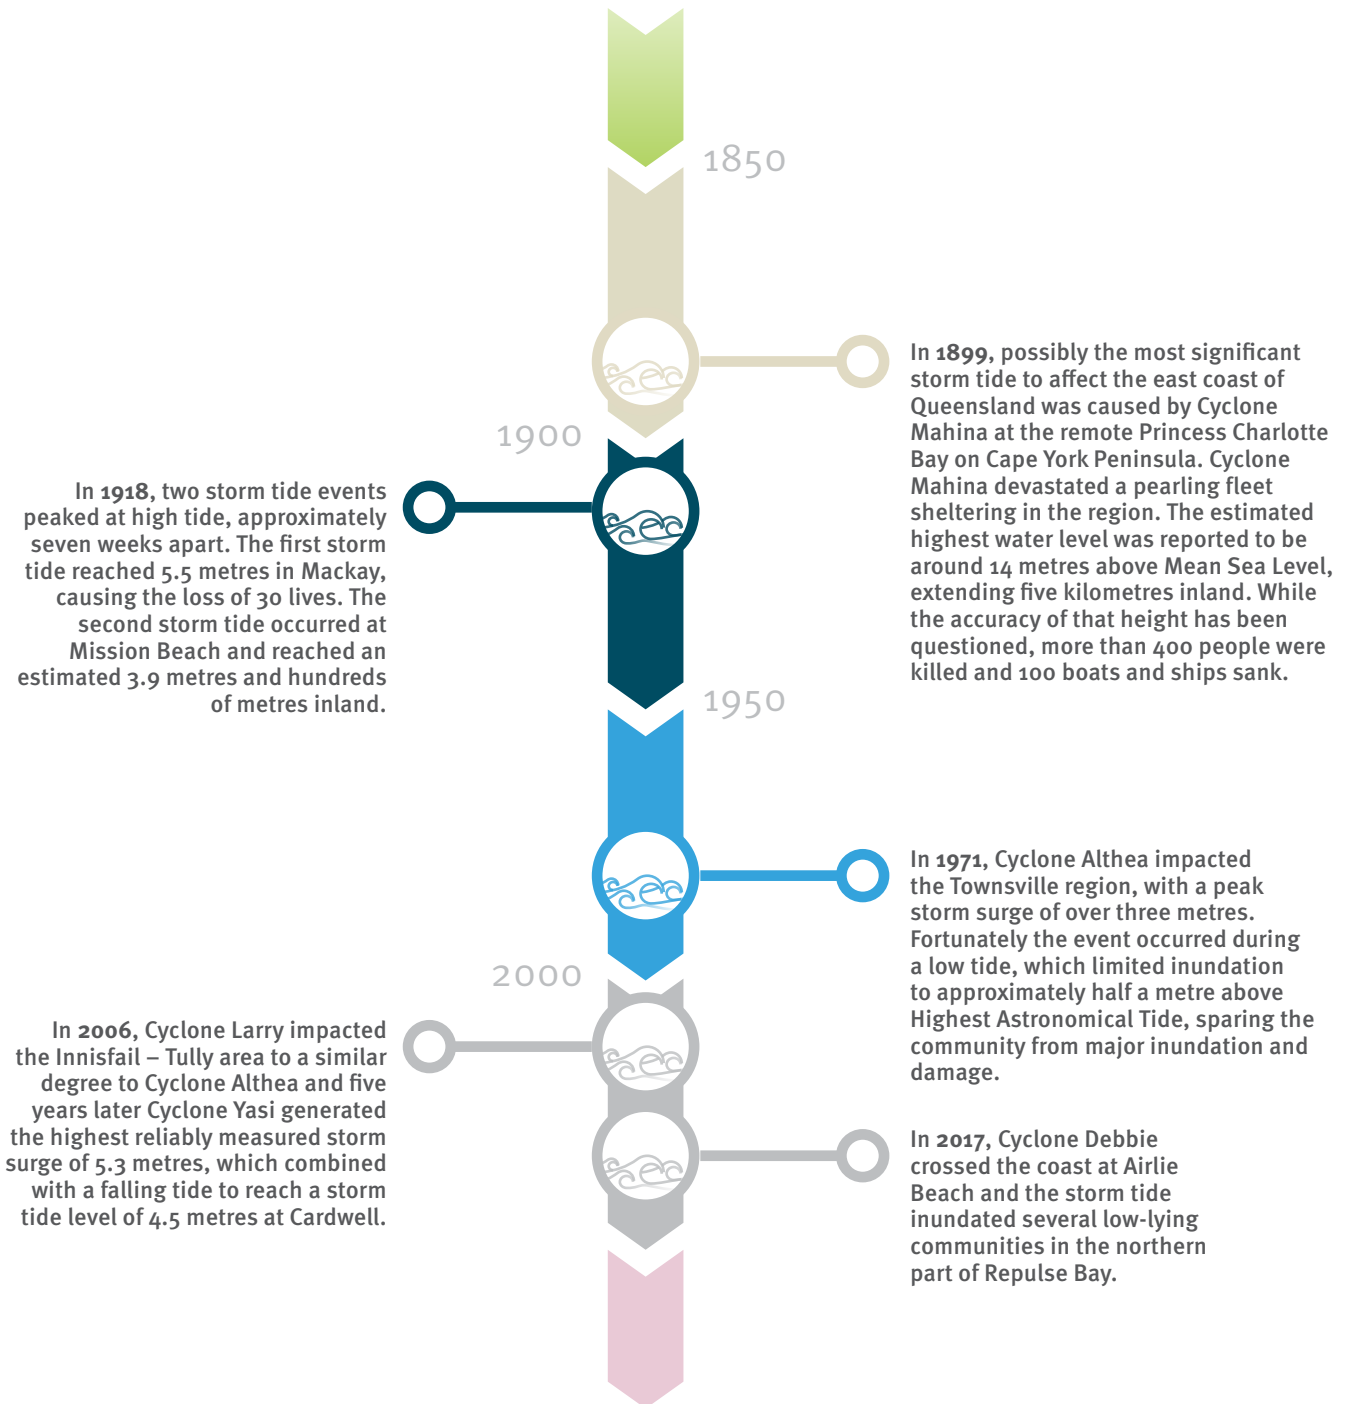 1850
In 1899, possibly the most significant
storm tide to affect the east coast of
Queensland was caused by Cyclone
Mahina at the remote Princess Charlotte
Bay on Cape York Peninsula. Cyclone
Mahina devastated a pearling fleet
sheltering in the region. The estimated
highest water level was reported to be
around 14 metres above Mean Sea Level,
extending five kilometres inland. While
the accuracy of that height has been
questioned, more than 400 people were
killed and 100 boats and ships sank.
1900
In 1918, two storm tide events
peaked at high tide, approximately
seven weeks apart. The first storm
tide reached 5.5 metres in Mackay,
causing the loss of 30 lives. The
second storm tide occurred at
Mission Beach and reached an
estimated 3.9 metres and hundreds
of metres inland.
1950
In 1971, Cyclone Althea impacted
the Townsville region, with a peak
storm surge of over three metres.
Fortunately the event occurred during
a low tide, which limited inundation
to approximately half a metre above
Highest Astronomical Tide, sparing the
community from major inundation and
damage.
2000
In 2006, Cyclone Larry impacted
the Innisfail – Tully area to a similar
degree to Cyclone Althea and five
years later Cyclone Yasi generated
the highest reliably measured storm
surge of 5.3 metres, which combined
with a falling tide to reach a storm
tide level of 4.5 metres at Cardwell.
In 2017, Cyclone Debbie
crossed the coast at Airlie
Beach and the storm tide
inundated several low-lying
communities in the northern
part of Repulse Bay.